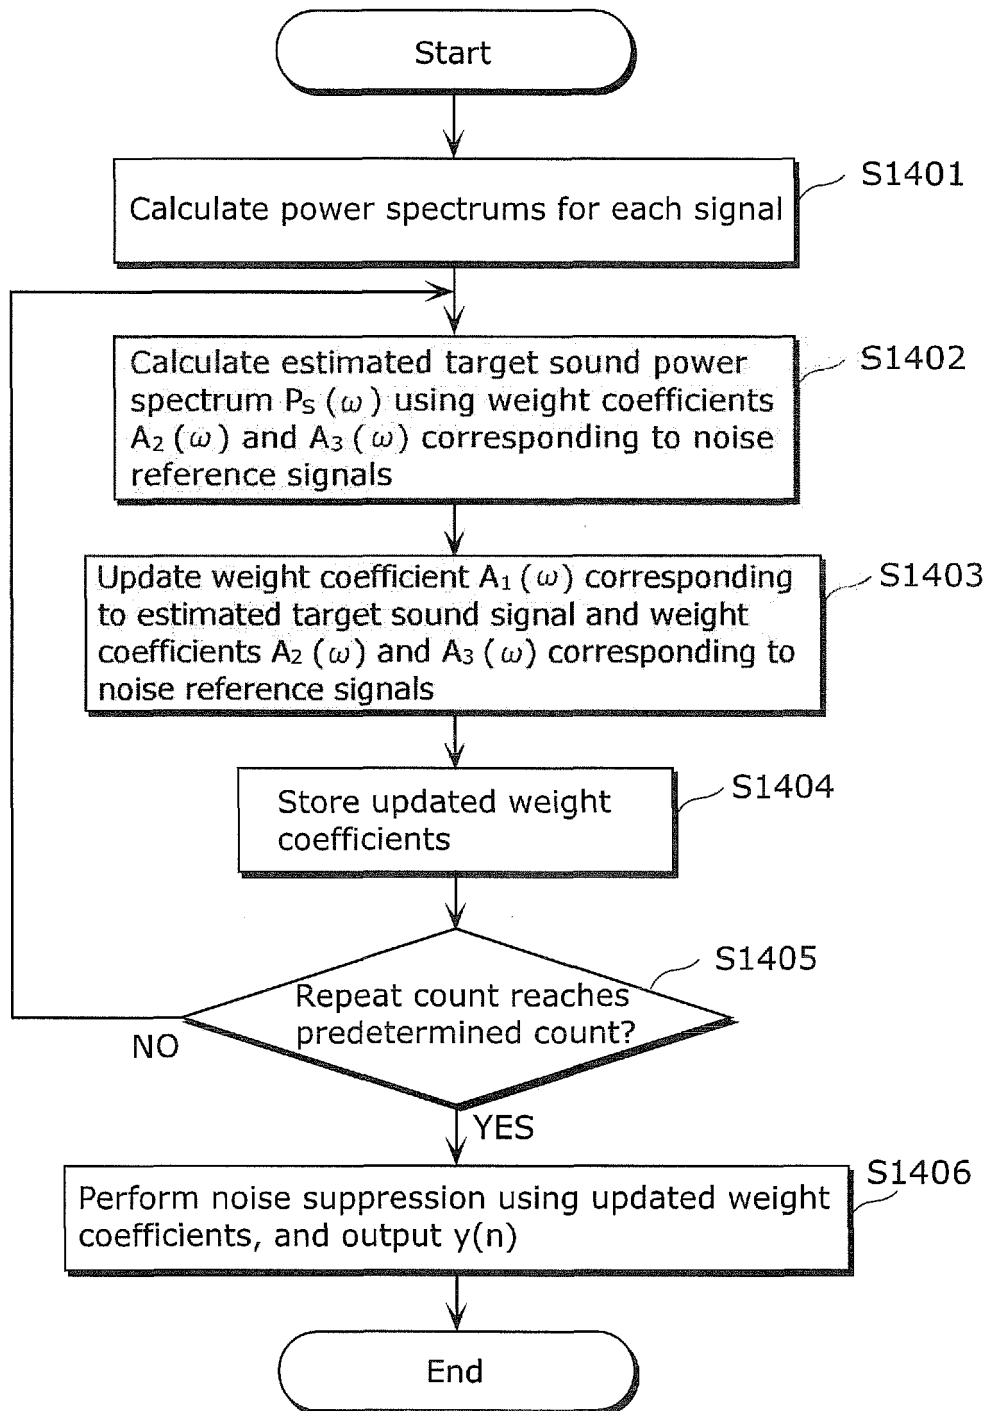 Start
S1401
Calculate power spectrums for each signal
S1402
Calculate estimated target sound power
spectrum PS (ω) using weight coefficients
A2 (ω) and A3 (ω) corresponding to noise
reference signals
S1403
Update weight coefficient A1 (ω) corresponding
to estimated target sound signal and weight
coefficients A2 (ω) and A3 (ω) corresponding to
noise reference signals
S1404
Store updated weight
coefficients
S1405
Repeat count reaches
predetermined count?
NO
YES
S1406
Perform noise suppression using updated weight
coefficients, and output y(n)
End